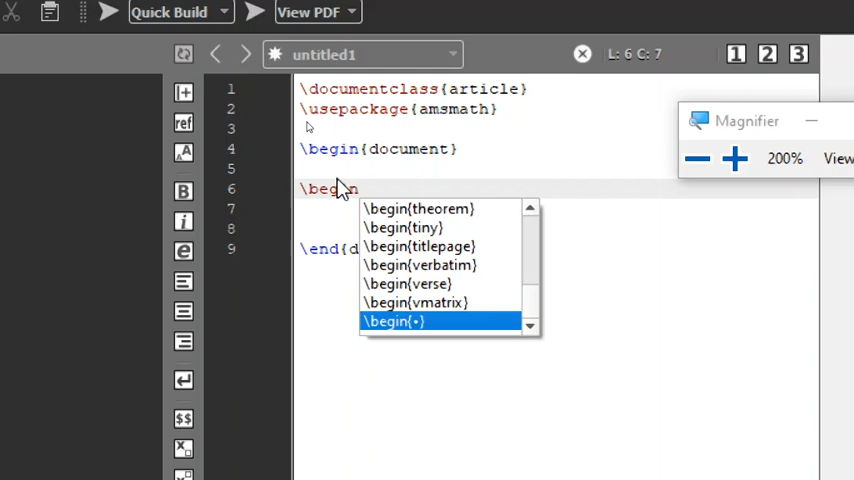 Quick Build View PDF
untitled1 L: 6 C: 7 1 2 3
1 \documentclass{article}
2 \usepackage{amsmath}
3
4 \begin{document}
5
6 \begin
7
8
9 \end{d
\begin{theorem}
\begin{tiny}
\begin{titlepage}
\begin{verbatim}
\begin{verse}
\begin{vmatrix}
\begin{•}
ref
A
B
i
e
$$
Magnifier
200% View